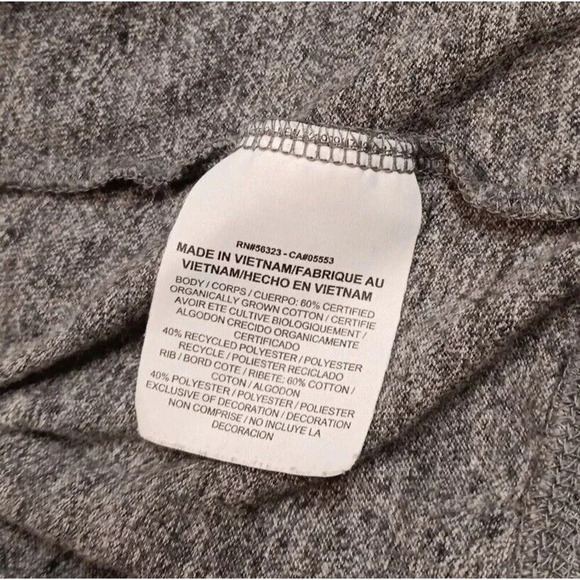 RN#56323 - CA#05553
MADE IN VIETNAM/FABRIQUE AU
VIETNAM/HECHO EN VIETNAM
BODY / CORPS / CUERPO: 60% CERTIFIED
ORGANICALLY GROWN COTTON / CERTIFIE
AVOIR ETE CULTIVE BIOLOGIQUEMENT /
ALGODON CRECIDO ORGANICAMENTE
CERTIFICADO
40% RECYCLED POLYESTER / POLYESTER
RECYCLE / POLIESTER RECICLADO
RIB / BORD COTE / RIBETE: 60% COTTON /
COTON / ALGODON
40% POLYESTER / POLYESTER / POLIESTER
EXCLUSIVE OF DECORATION / DECORATION
NON COMPRISE / NO INCLUYE LA
DECORACION